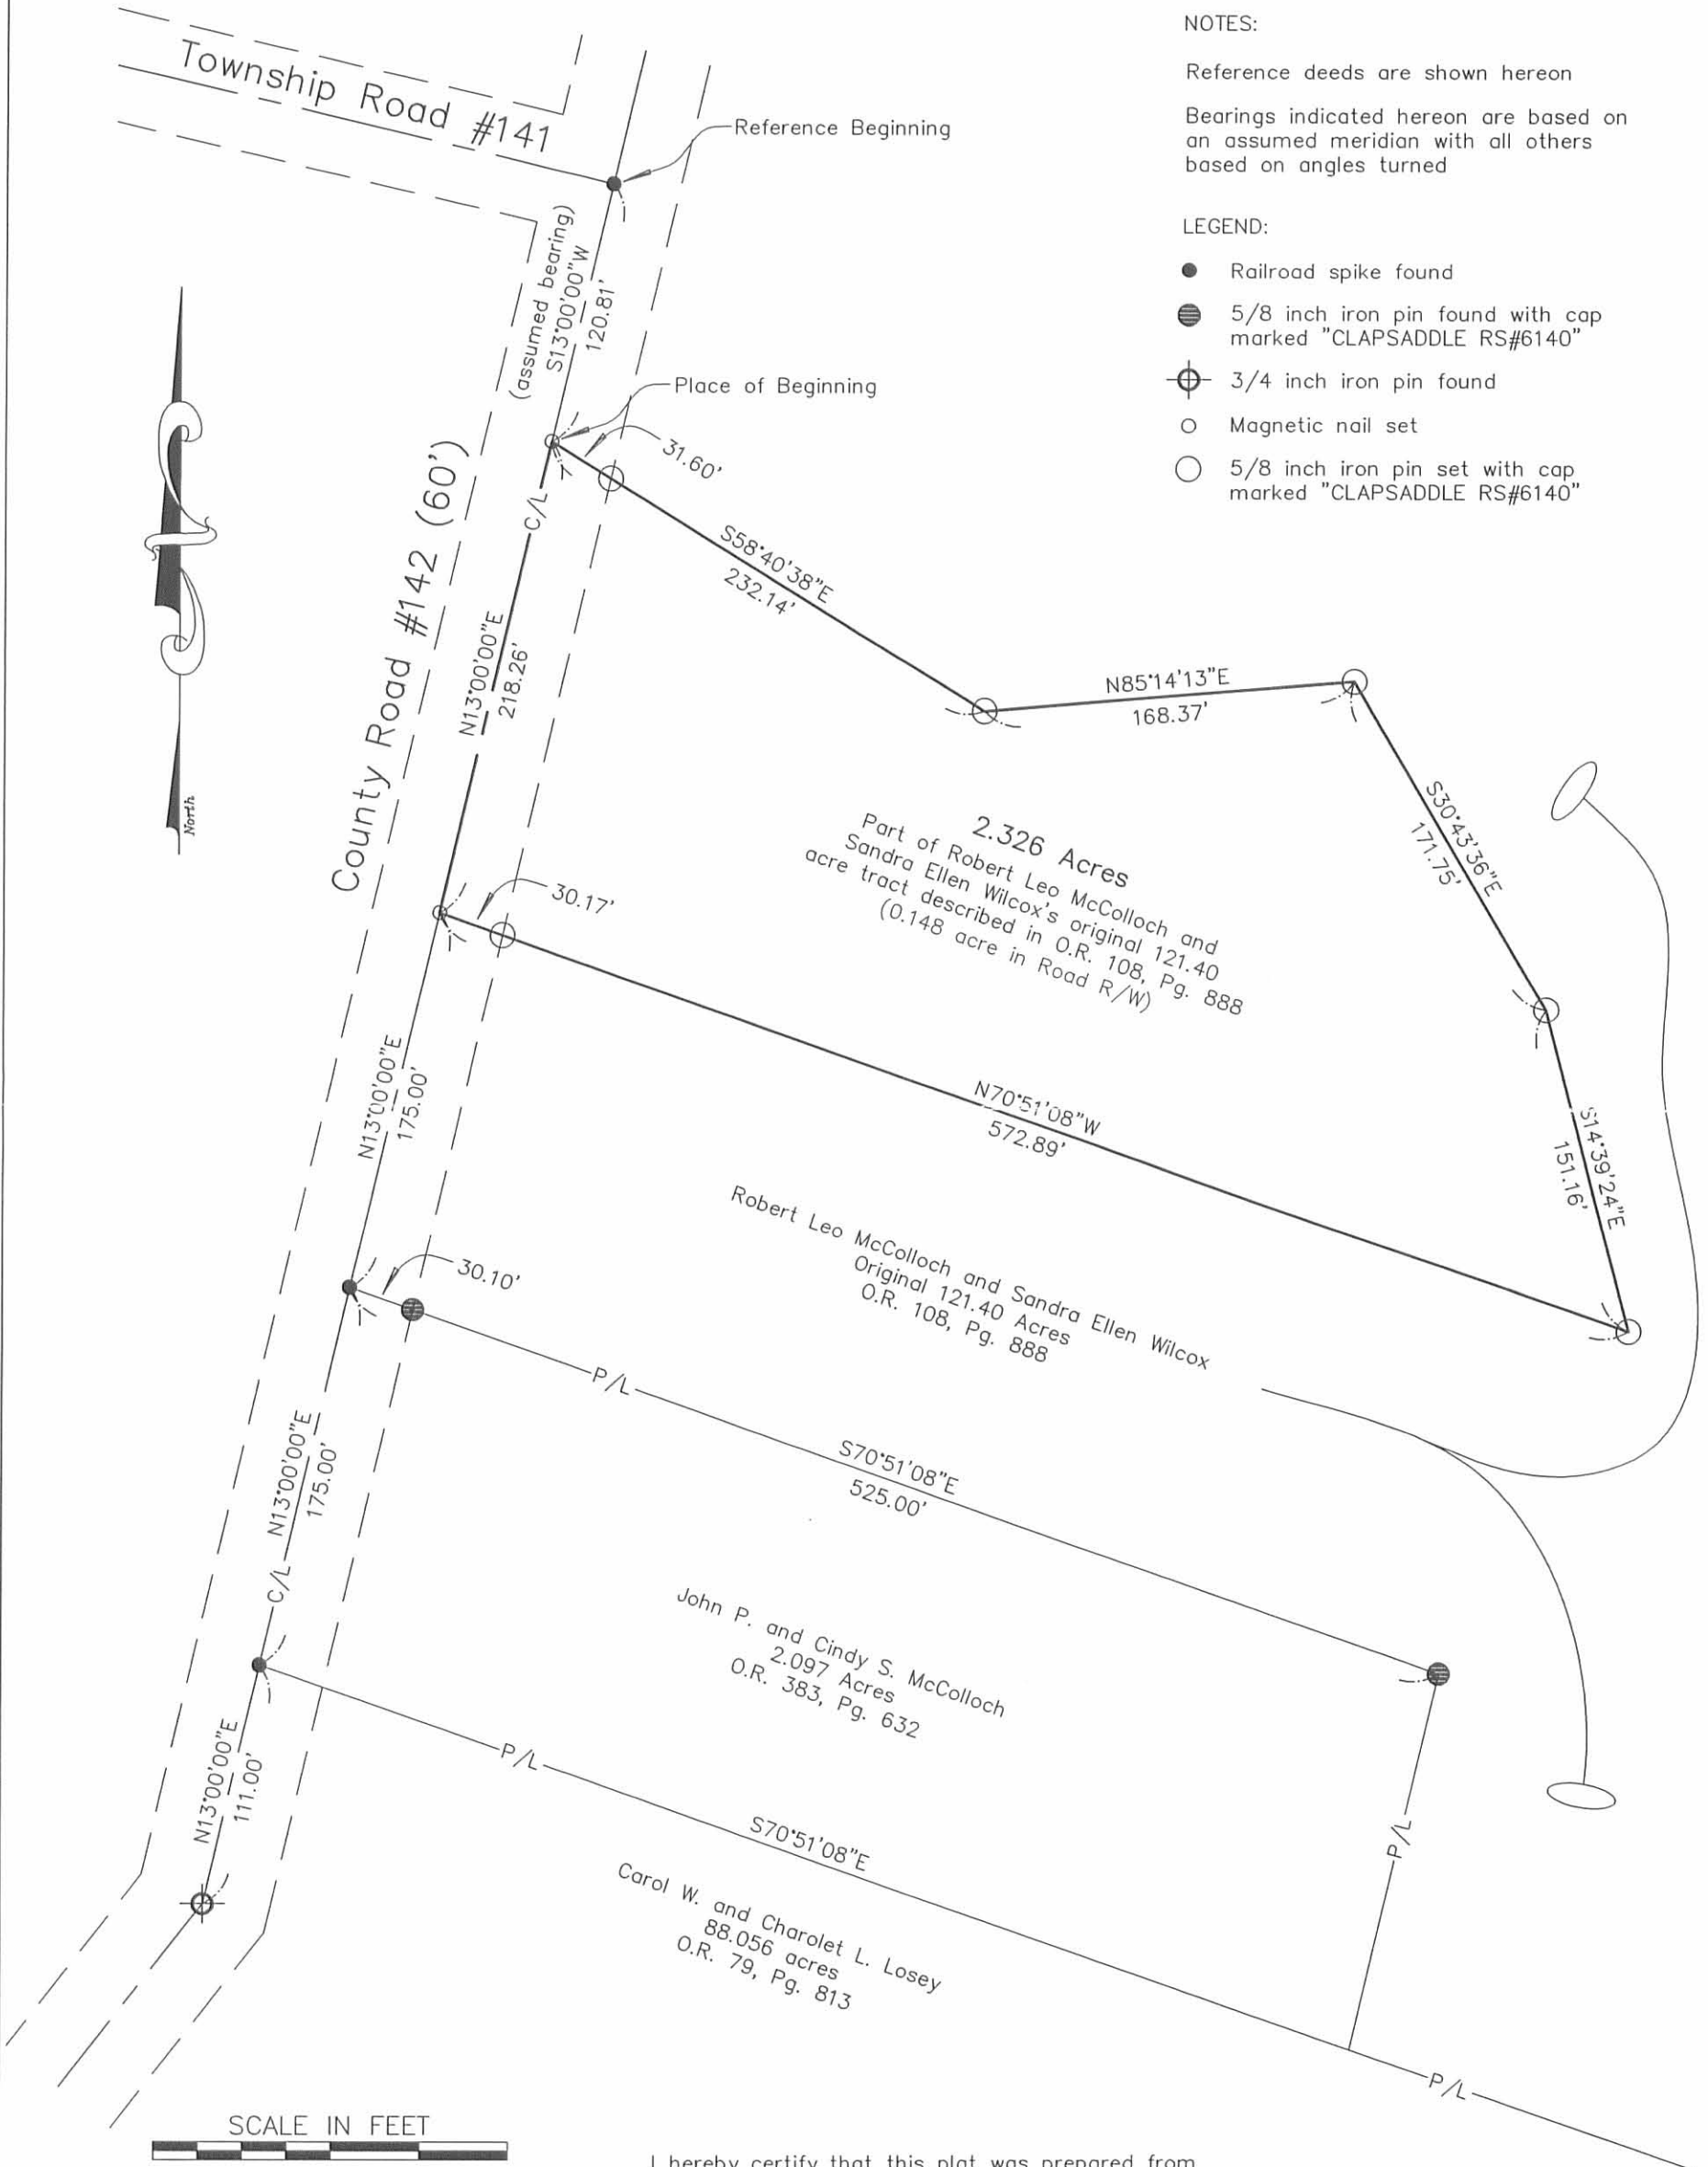 NOTES:
Reference deeds are shown hereon
Bearings indicated hereon are based on
an assumed meridian with all others
based on angles turned
LEGEND:
Railroad spike found
5/8 inch iron pin found with cap
marked "CLAPSADDLE RS#6140"
3/4 inch iron pin found
Magnetic nail set
5/8 inch iron pin set with cap
marked "CLAPSADDLE RS#6140"
Township Road #141
Reference Beginning
(assumed bearing)
S13°00'00"W
120.81'
Place of Beginning
31.60'
C/L
County Road #142 (60')
North
S58°40'38"E
232.14'
N13°00'00"E
218.26'
N85°14'13"E
168.37'
S30°43'36"E
171.75'
2.326 Acres
Part of Robert Leo McColloch and
Sandra Ellen Wilcox's original 121.40
acre tract described in O.R. 108, Pg. 888
(0.148 acre in Road R/W)
30.17'
N13°00'00"E
175.00'
N70°51'08"W
572.89'
S14°39'24"E
151.16'
Robert Leo McColloch and Sandra Ellen Wilcox
Original 121.40 Acres
O.R. 108, Pg. 888
30.10'
P/L
S70°51'08"E
525.00'
N13°00'00"E
175.00'
C/L
John P. and Cindy S. McColloch
2.097 Acres
O.R. 383, Pg. 632
P/L
N13°00'00"E
111.00'
P/L
S70°51'08"E
Carol W. and Charolet L. Losey
88.056 acres
O.R. 79, Pg. 813
P/L
SCALE IN FEET
I hereby certify that this plat was prepared from